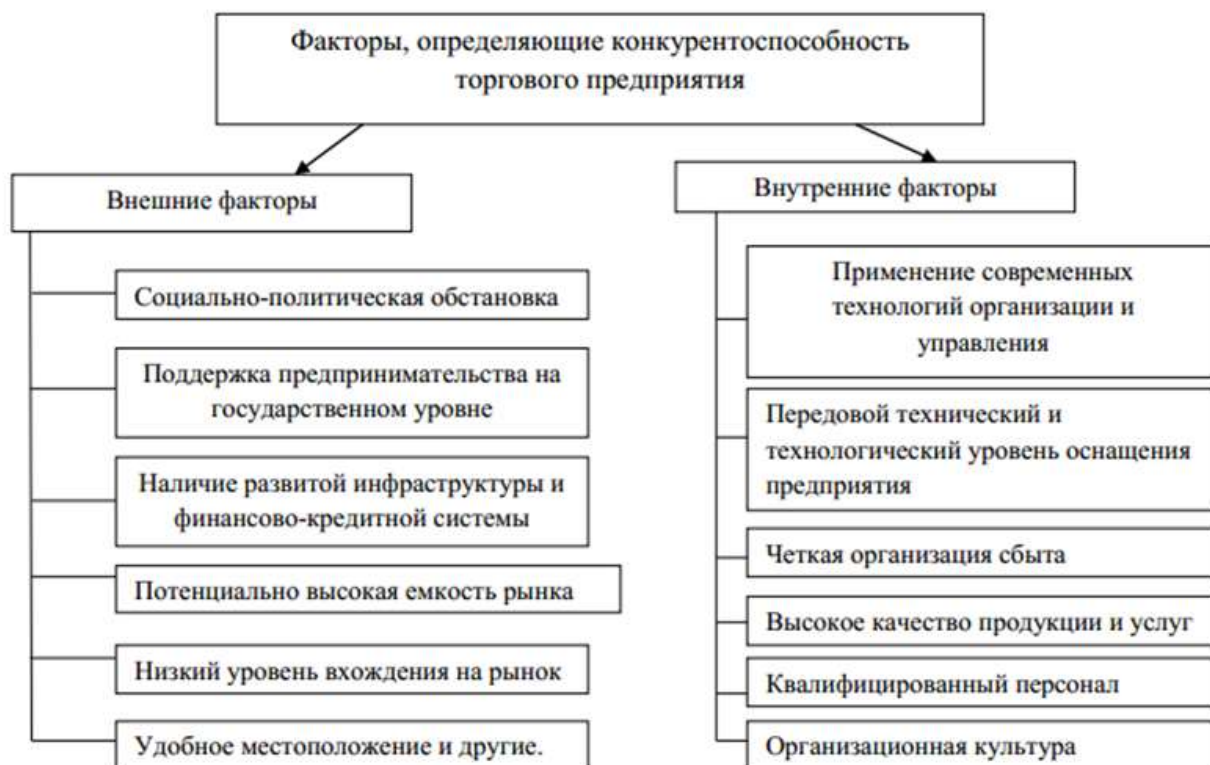 Факторы, определяющие конкурентоспособность
торгового предприятия
Внешние факторы
Социально-политическая обстановка
Поддержка предпринимательства на
государственном уровне
Наличие развитой инфраструктуры и
финансово-кредитной системы
Потенциально высокая емкость рынка
Низкий уровень вхождения на рынок
Удобное местоположение и другие.
Внутренние факторы
Применение современных
технологий организации и
управления
Передовой технический и
технологический уровень оснащения
предприятия
Четкая организация сбыта
Высокое качество продукции и услуг
Квалифицированный персонал
Организационная культура